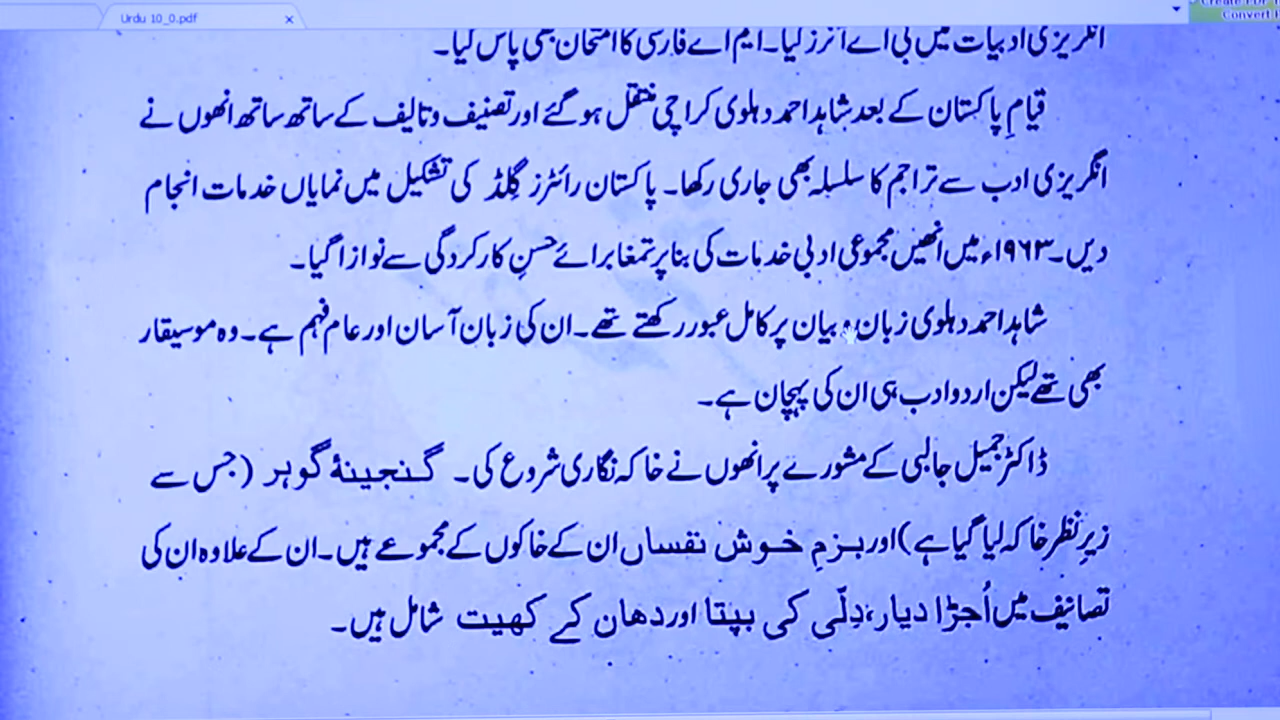 Urdu 10_0.pdf
Create PDF
Convert
انگریزی ادبیات میں بی اے آنرز کیا۔ ایم اے فارسی کا امتحان بھی پاس کیا۔
قیامِ پاکستان کے بعد شاہد احمد دہلوی کراچی منتقل ہو گئے اور تصنیف و تالیف کے ساتھ ساتھ انھوں نے
انگریزی ادب سے تراجم کا سلسلہ بھی جاری رکھا۔ پاکستان رائٹرز گِلڈ کی تشکیل میں نمایاں خدمات انجام
دیں۔ ۱۹۶۳ء میں انھیں مجموعی ادبی خدمات کی بنا پر تمغا برائے حسنِ کارکردگی سے نوازا گیا۔
شاہد احمد دہلوی زبان و بیان پر کامل عبور رکھتے تھے۔ ان کی زبان آسان اور عام فہم ہے۔ وہ موسیقار
بھی تھے لیکن اردو ادب ہی ان کی پہچان ہے۔
ڈاکٹر جمیل جالبی کے مشورے پر انھوں نے خاکہ نگاری شروع کی۔ گنجینۂ گوہر (جس سے
زیرِ نظر خاکہ لیا گیا ہے) اور بزمِ خوش نفساں ان کے خاکوں کے مجموعے ہیں۔ ان کے علاوہ ان کی
تصانیف میں اُجڑا دیار، دِلّی کی بپتا اور دھان کے کھیت شامل ہیں۔